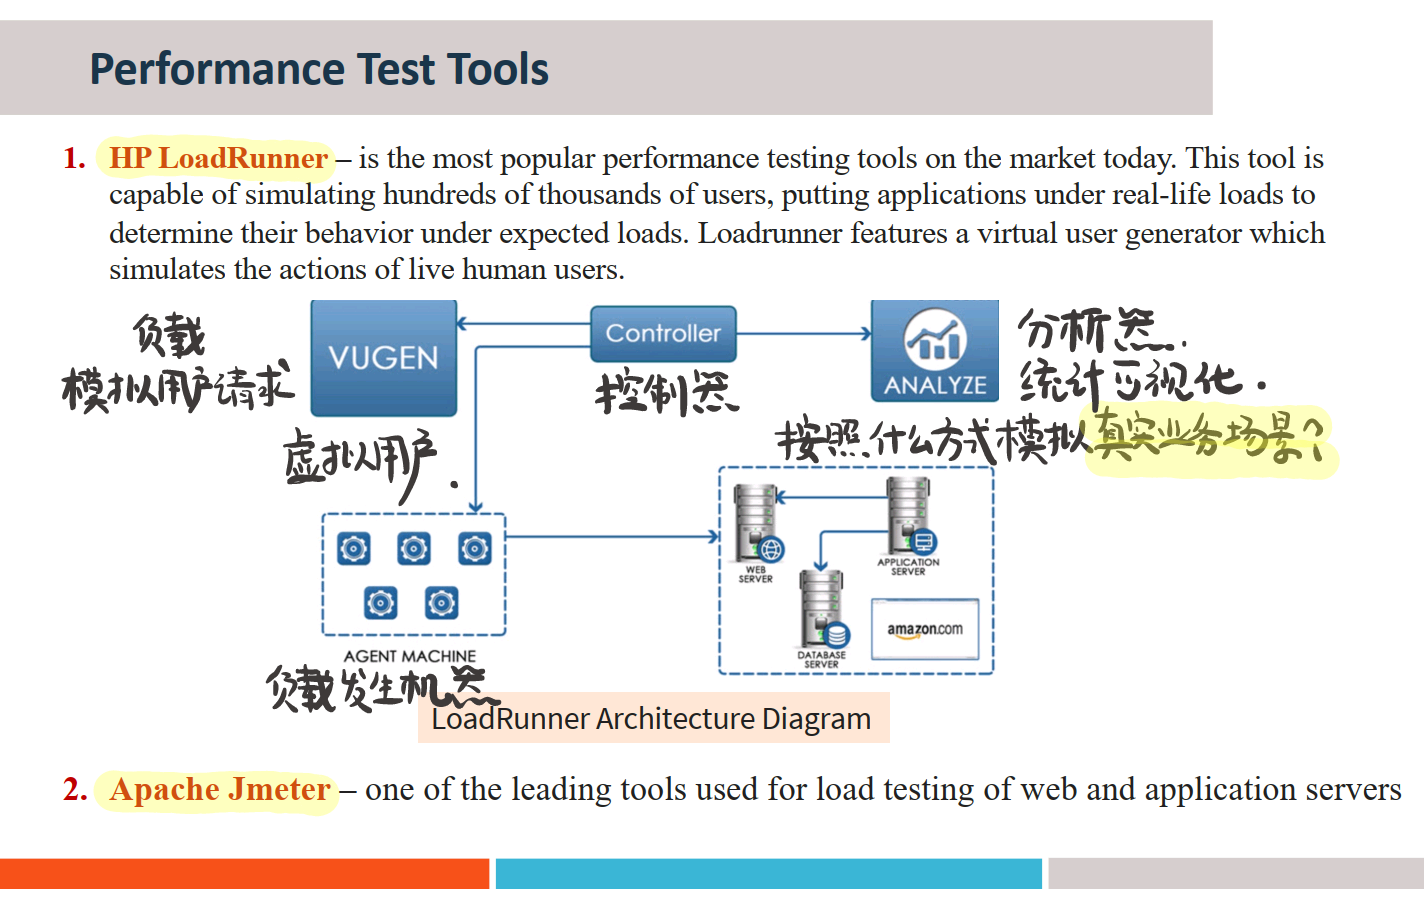 Performance Test Tools
1. HP LoadRunner – is the most popular performance testing tools on the market today. This tool is
capable of simulating hundreds of thousands of users, putting applications under real-life loads to
determine their behavior under expected loads. Loadrunner features a virtual user generator which
simulates the actions of live human users.
负载
模拟用户请求
VUGEN
虚拟用户.
Controller
控制器
ANALYZE
分析器.
统计可视化.
按照什么方式模拟真实业务场景?
WEB
SERVER
APPLICATION
SERVER
DATABASE
SERVER
amazon.com
AGENT MACHINE
负载发生机器
LoadRunner Architecture Diagram
2. Apache Jmeter – one of the leading tools used for load testing of web and application servers